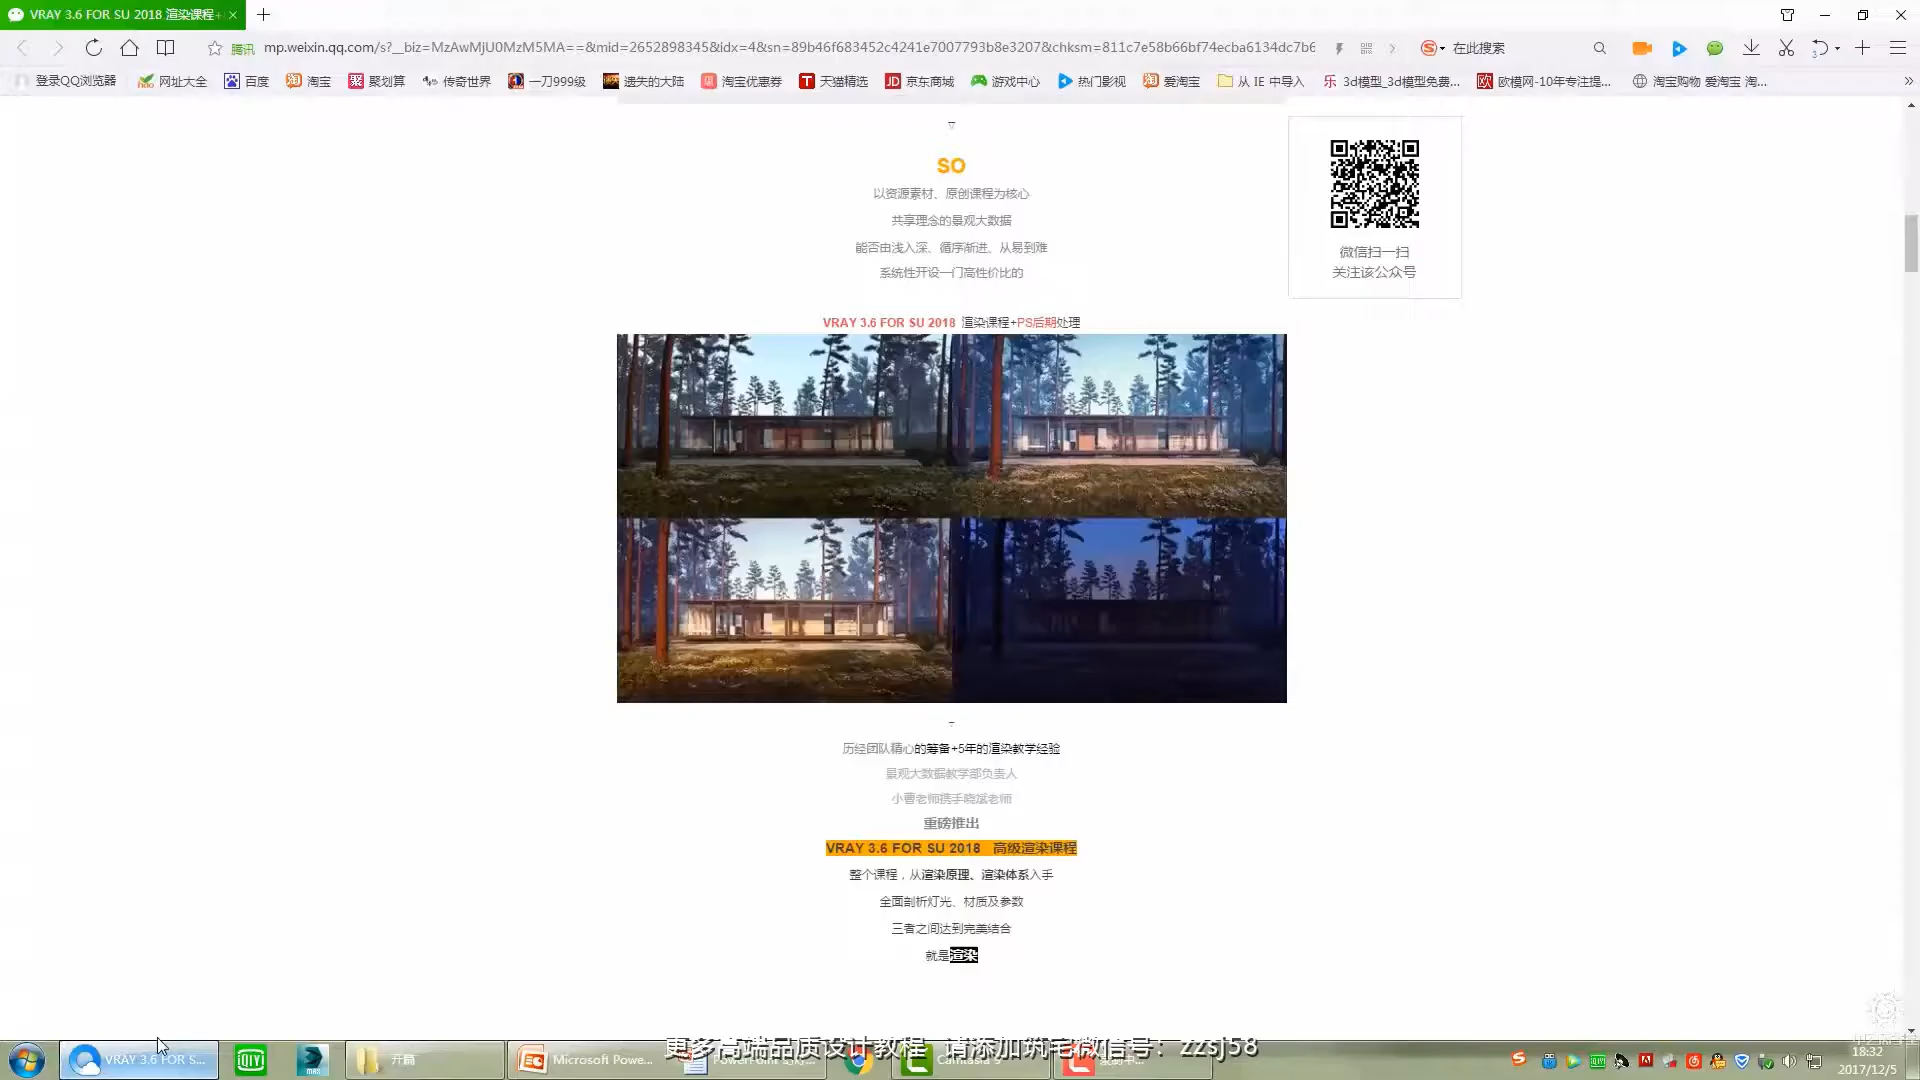 VRAY 3.6 FOR SU 2018 渲染课程+
mp.weixin.qq.com/s?__biz=MzAwMjU0MzM5MA==&mid=2652898345&idx=4&sn=89b46f683452c4241e7007793b8e3207&chksm=811c7e58b66bf74ecba6134dc7b6
腾讯
在此搜索
登录QQ浏览器 网址大全 百度 淘宝 聚划算 传奇世界 一刀999级 遗失的大陆 淘宝优惠券 天猫精选 京东商城 游戏中心 热门影视 爱淘宝 从 IE 中导入 3d模型_3d模型免费... 欧模网-10年专注提... 淘宝购物 爱淘宝 淘...
SO
以资源素材、原创课程为核心
共享理念的景观大数据
能否由浅入深、循序渐进、从易到难
系统性开设一门高性价比的
微信扫一扫
关注该公众号
VRAY 3.6 FOR SU 2018 渲染课程+PS后期处理
历经团队精心的筹备+5年的渲染教学经验
景观大数据教学部负责人
小曹老师携手晓斌老师
重磅推出
VRAY 3.6 FOR SU 2018 高级渲染课程
整个课程，从渲染原理、渲染体系入手
全面剖析灯光、材质及参数
三者之间达到完美结合
就是渲染
VRAY 3.6 FOR S...
开篇
Microsoft Powe...
更多高端品质设计教程 请添加筑宅微信号：zzsj58
18:32
2017/12/5